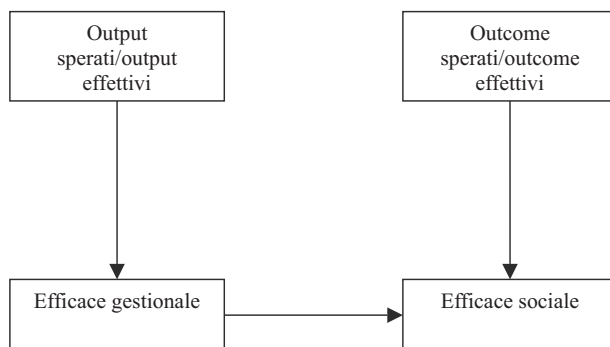 Output
sperati/output
effettivi
Outcome
sperati/outcome
effettivi
Efficace gestionale
Efficace sociale